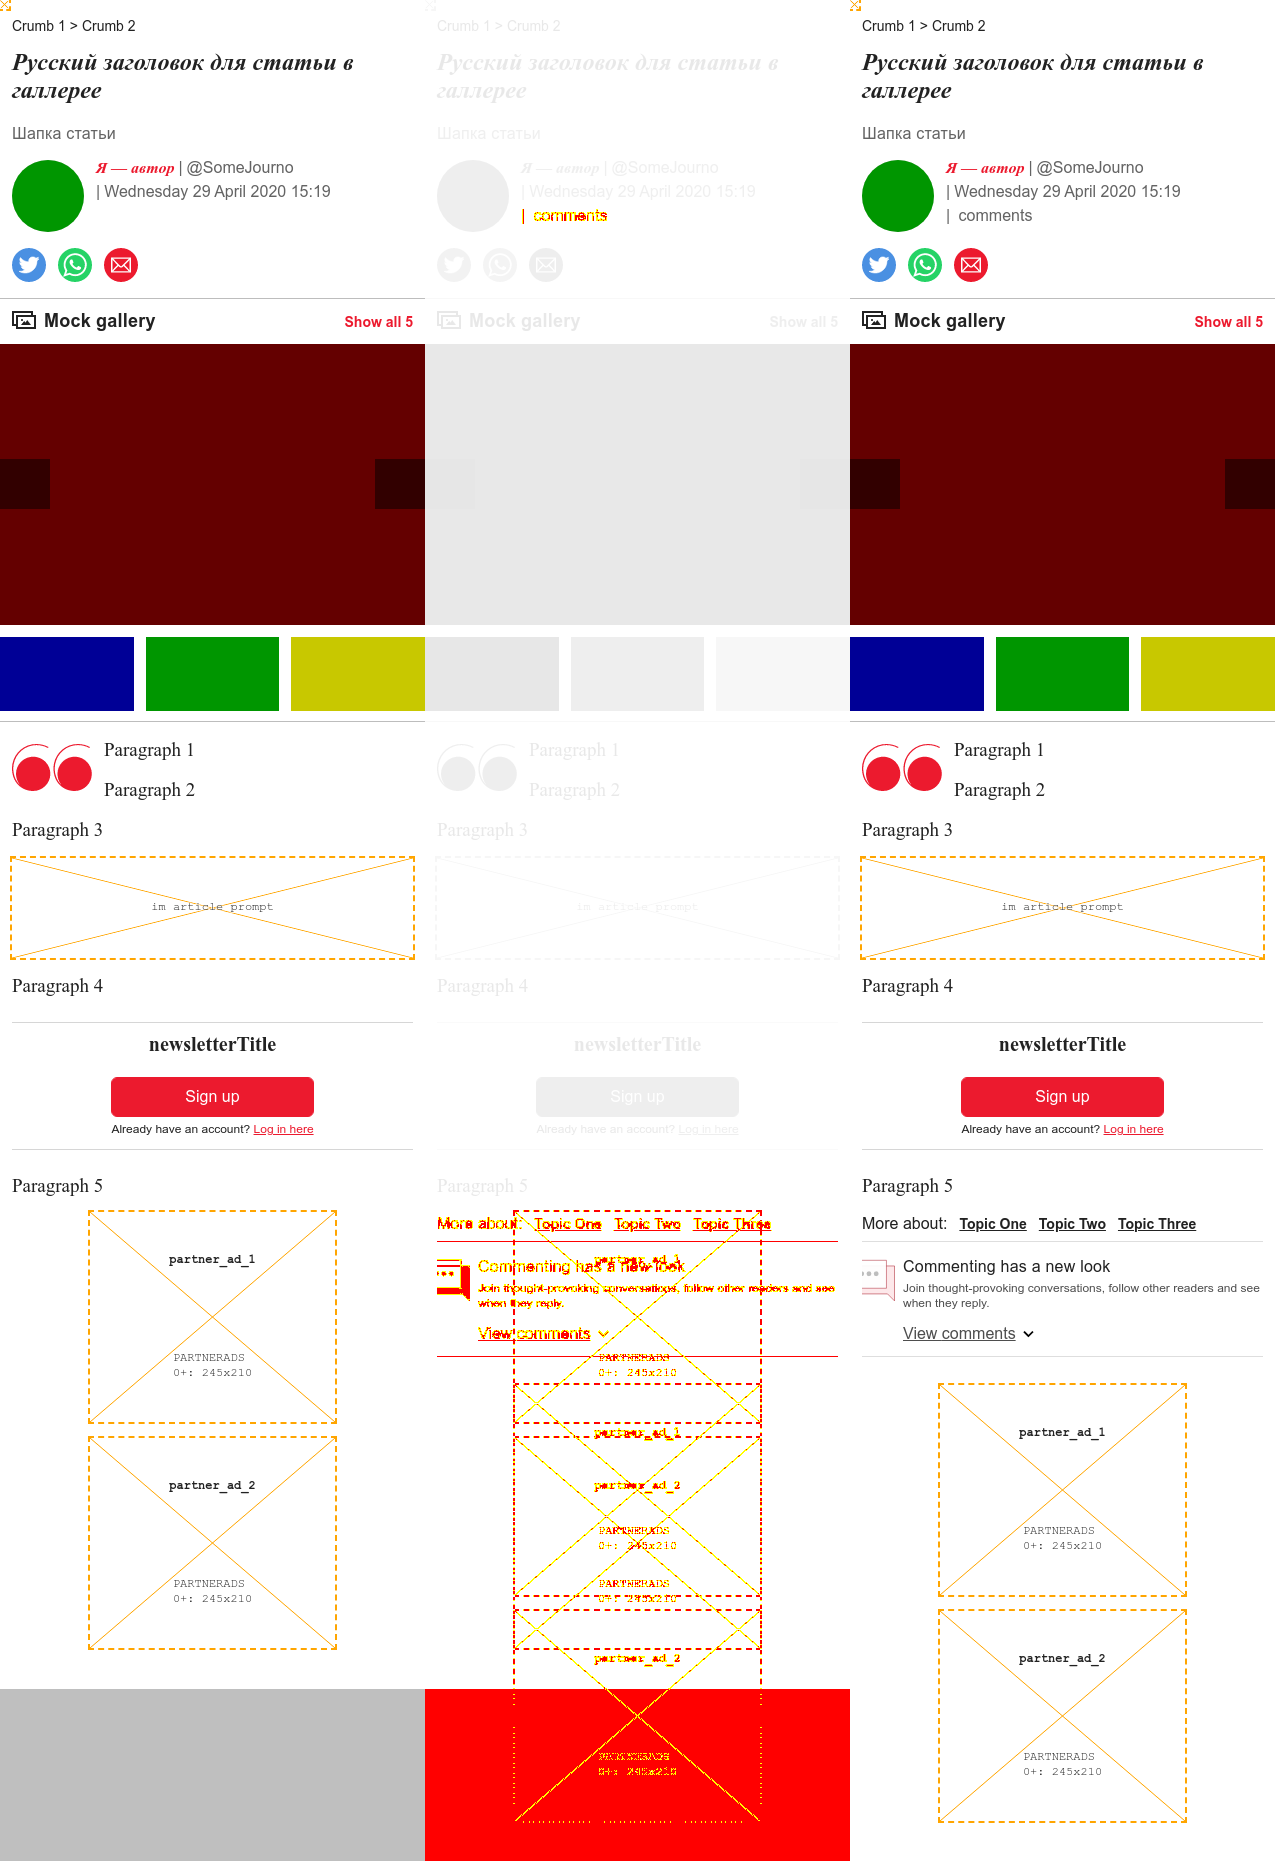 Crumb 1 > Crumb 2
Русский заголовок для статьи в
галлерее
Шапка статьи
Я — автор | @SomeJourno
| Wednesday 29 April 2020 15:19
Mock gallery
Show all 5
Paragraph 1
Paragraph 2
Paragraph 3
im article prompt
Paragraph 4
newsletterTitle
Sign up
Already have an account? Log in here
Paragraph 5
partner_ad_1
PARTNERADS
0+: 245x210
partner_ad_2
PARTNERADS
0+: 245x210
Crumb 1 > Crumb 2
Русский заголовок для статьи в
галлерее
Шапка статьи
Я — автор | @SomeJourno
| Wednesday 29 April 2020 15:19
| comments
Mock gallery
Show all 5
Paragraph 1
Paragraph 2
Paragraph 3
im article prompt
Paragraph 4
newsletterTitle
Sign up
Already have an account? Log in here
Paragraph 5
More about: Topic One Topic Two Topic Three
partner_ad_1
Commenting has a new look
Join thought-provoking conversations, follow other readers and see
when they reply.
View comments
PARTNERADS
0+: 245x210
partner_ad_1
partner_ad_2
PARTNERADS
0+: 245x210
PARTNERADS
0+: 245x210
partner_ad_2
PARTNERADS
0+: 245x210
Crumb 1 > Crumb 2
Русский заголовок для статьи в
галлерее
Шапка статьи
Я — автор | @SomeJourno
| Wednesday 29 April 2020 15:19
| comments
Mock gallery
Show all 5
Paragraph 1
Paragraph 2
Paragraph 3
im article prompt
Paragraph 4
newsletterTitle
Sign up
Already have an account? Log in here
Paragraph 5
More about: Topic One Topic Two Topic Three
Commenting has a new look
Join thought-provoking conversations, follow other readers and see
when they reply.
View comments
partner_ad_1
PARTNERADS
0+: 245x210
partner_ad_2
PARTNERADS
0+: 245x210